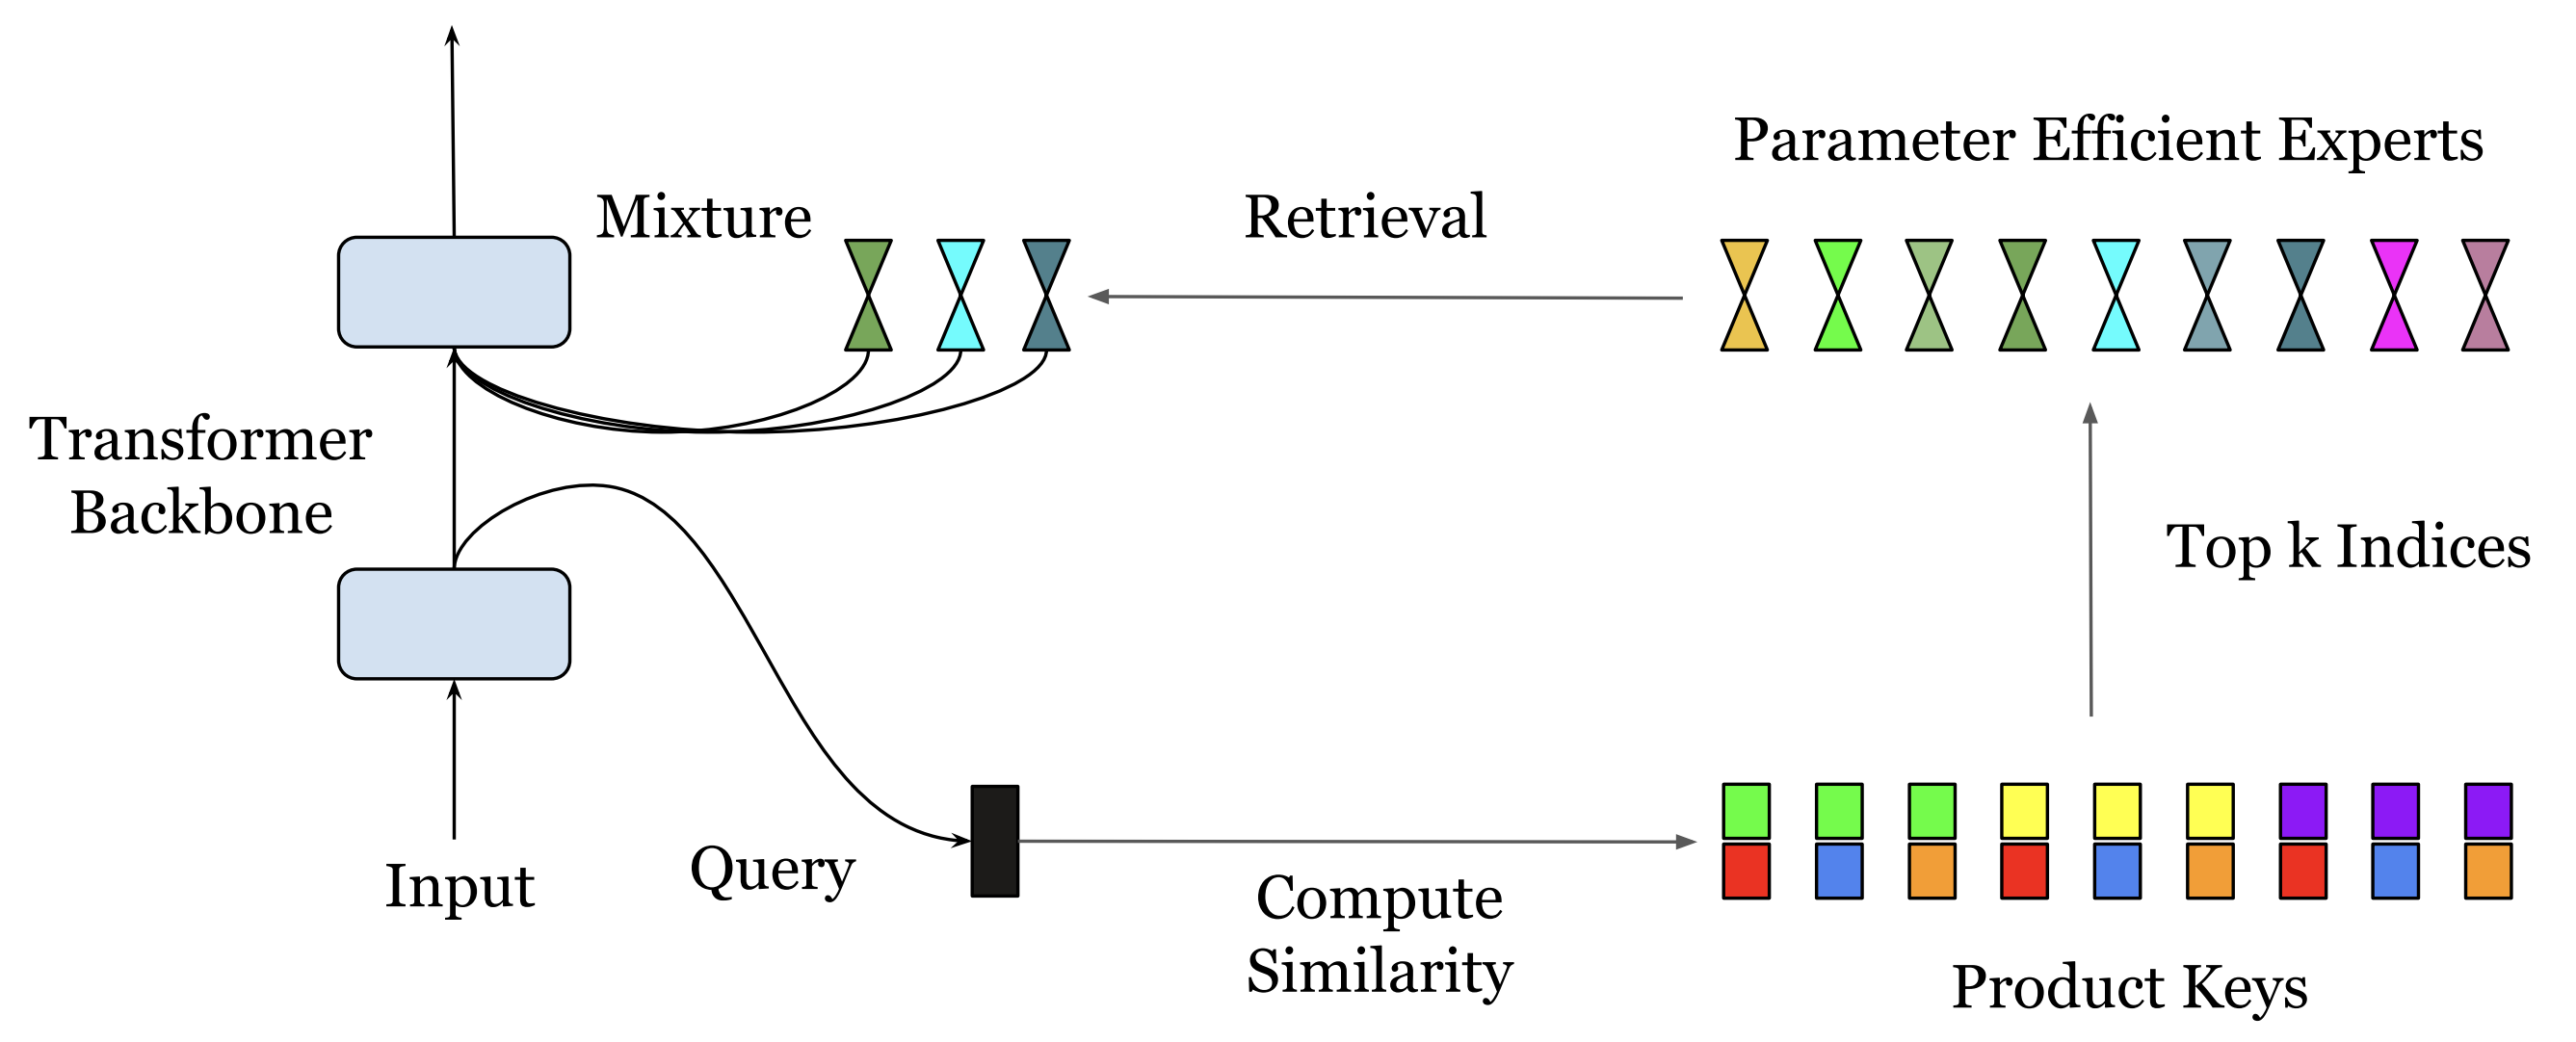 Parameter Efficient Experts
Mixture
Retrieval
Transformer
Backbone
Top k Indices
Input
Query
Compute
Similarity
Product Keys